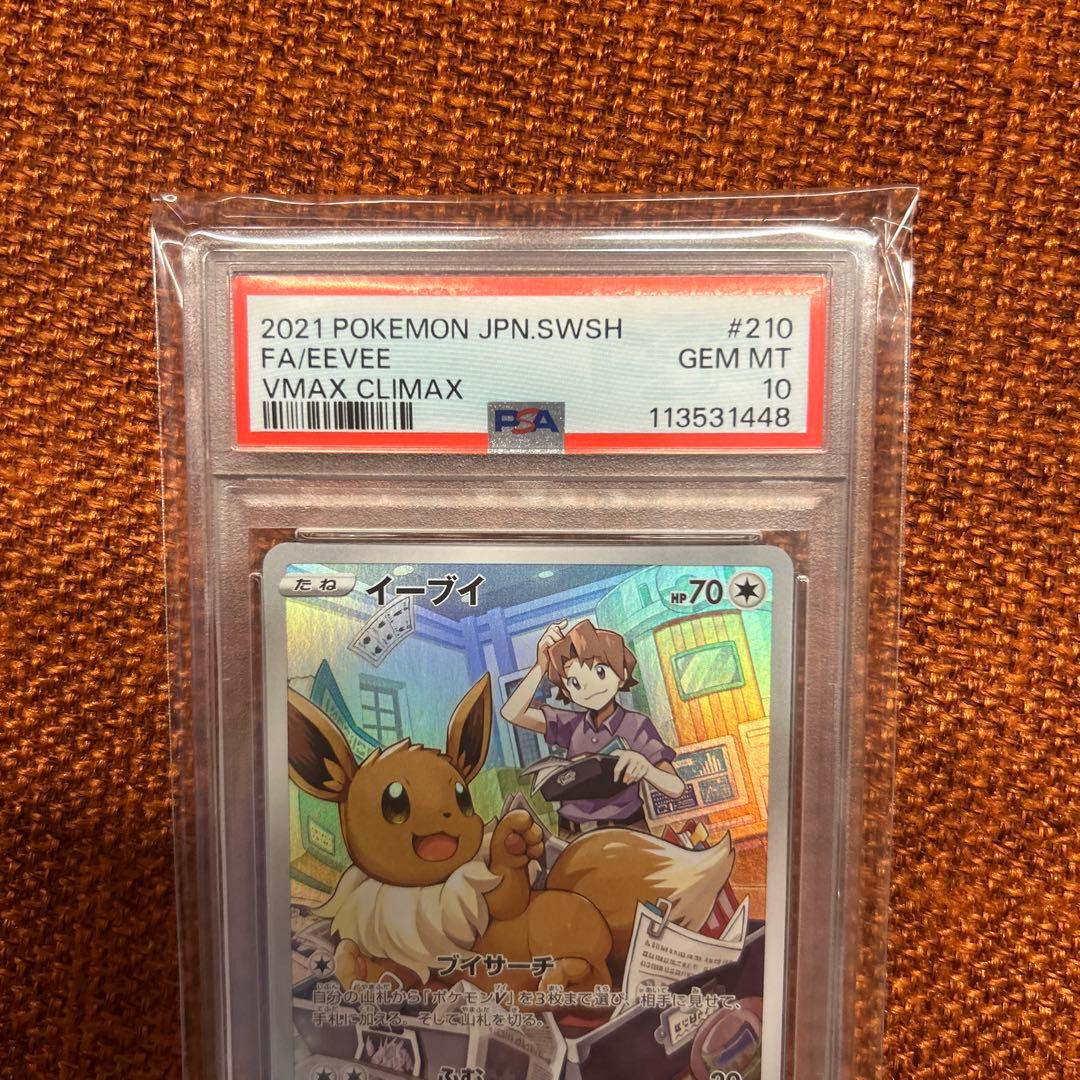 2021 POKEMON JPN.SWSH #210
FA/EEVEE GEM MT
VMAX CLIMAX 10
PSA 113531448
たね イーブイ HP70
ブイサーチ
自分の山札から「ポケモンV」を3枚まで選び、相手に見せて、
手札に加える。そして山札を切る。
ふむ 20